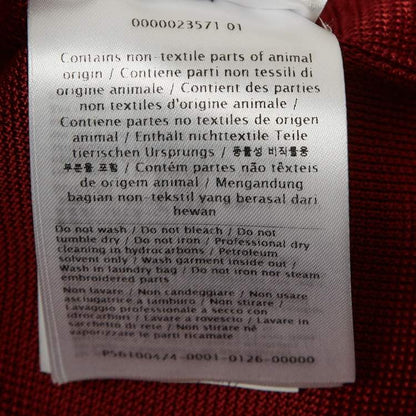 0000023571 01
Contains non-textile parts of animal
origin / Contiene parti non tessili di
origine animale / Contient des parties
non textiles d'origine animale /
Contiene partes no textiles de origen
animal / Enthält nichttextile Teile
tierischen Ursprungs / 동물성 비직물용
부분을 포함 / Contém partes não têxteis
de origem animal / Mengandung
bagian non-tekstil yang berasal dari
hewan
Do not wash / Do not bleach / Do not
tumble dry / Do not iron / Professional dry
cleaning in hydrocarbons / Petroleum
solvent only / Wash garment inside out /
Wash in laundry bag / Do not iron nor steam
embroidered parts
Non lavare / Non candeggiare / Non usare
asciugatrice a tamburo / Non stirare /
Lavaggio professionale a secco con
idrocarburi / Lavare a rovescio / Lavare in
sacchetto di rete / Non stirare né
vaporizzare le parti ricamate
P56100474-0001-0126-00000